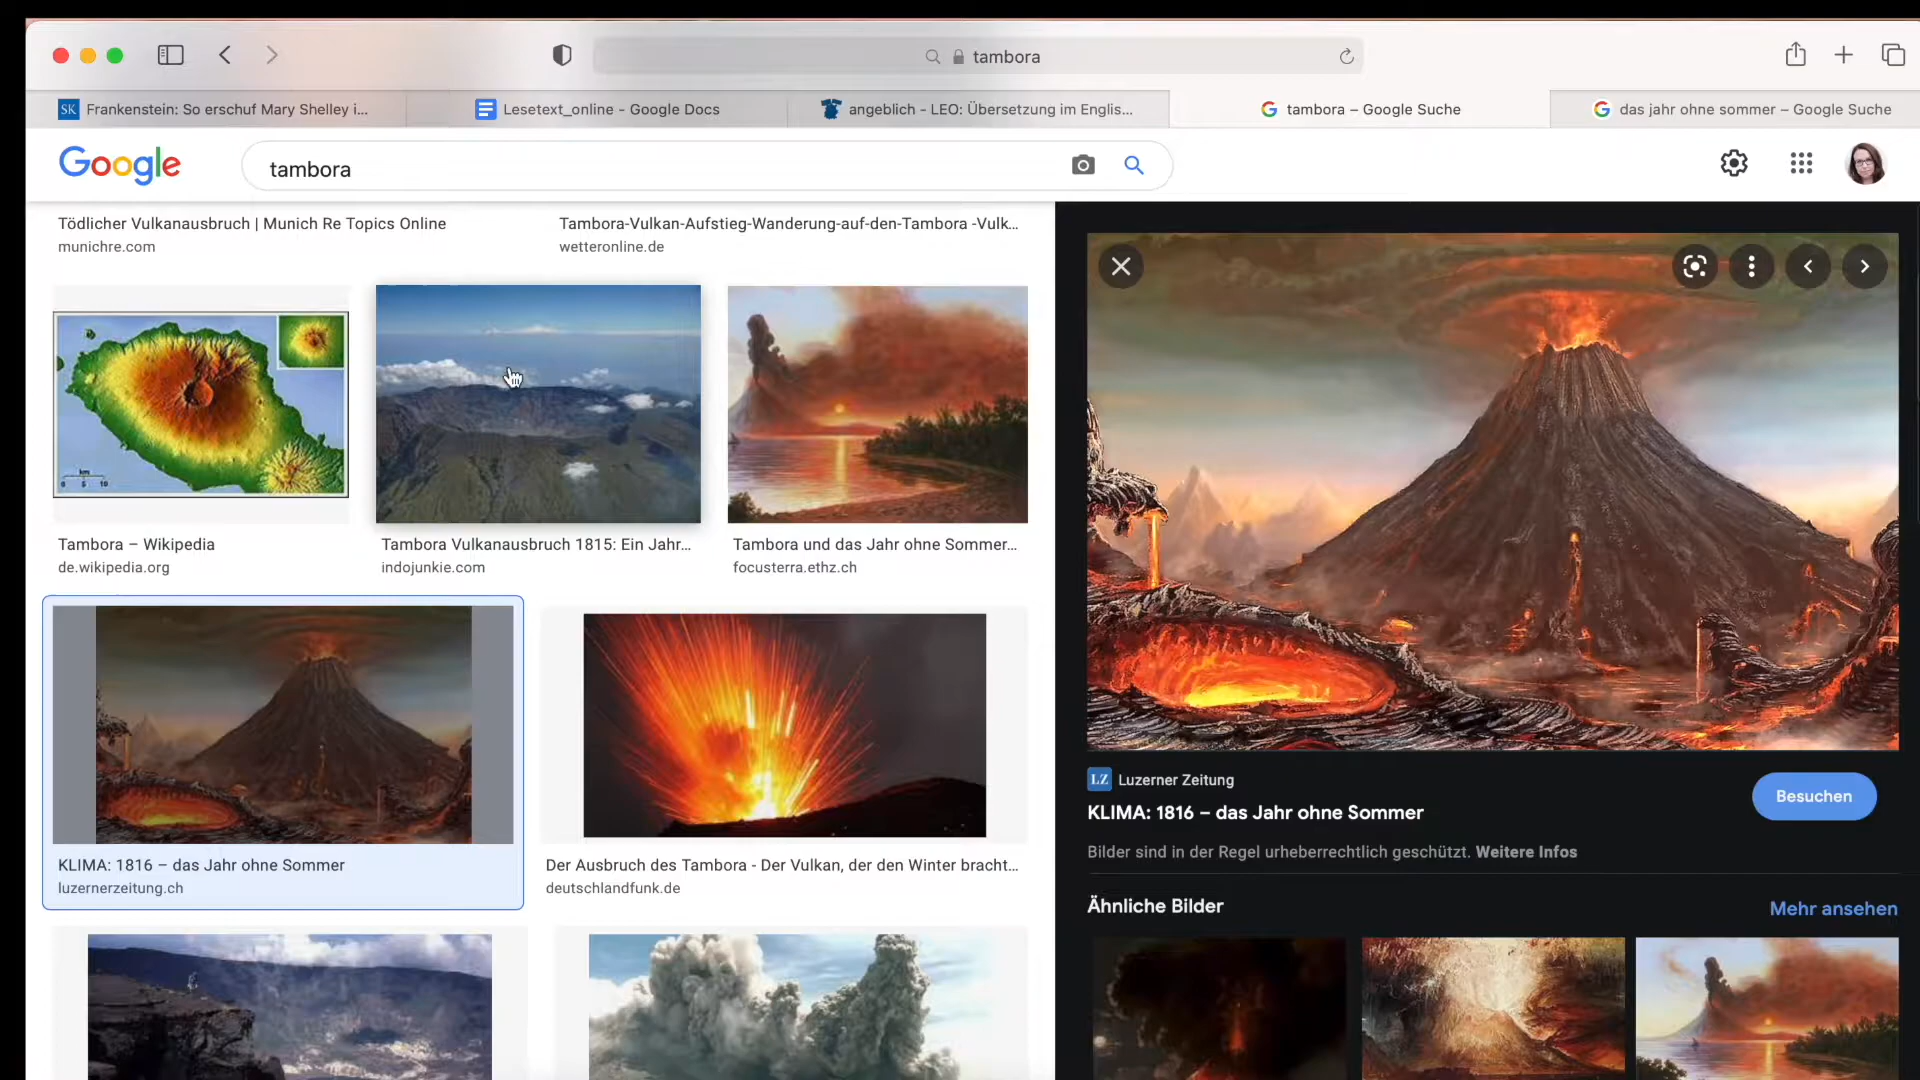 tambora
SK Frankenstein: So erschuf Mary Shelley i...
Lesetext_online - Google Docs
angeblich - LEO: Übersetzung im Englis...
tambora – Google Suche
das jahr ohne sommer – Google Suche
Google
tambora
Tödlicher Vulkanausbruch | Munich Re Topics Online
munichre.com
Tambora-Vulkan-Aufstieg-Wanderung-auf-den-Tambora -Vulk...
wetteronline.de
km
0 5 10
Tambora – Wikipedia
de.wikipedia.org
Tambora Vulkanausbruch 1815: Ein Jahr...
indojunkie.com
Tambora und das Jahr ohne Sommer...
focusterra.ethz.ch
KLIMA: 1816 – das Jahr ohne Sommer
luzernerzeitung.ch
Der Ausbruch des Tambora - Der Vulkan, der den Winter bracht...
deutschlandfunk.de
LZ Luzerner Zeitung
KLIMA: 1816 – das Jahr ohne Sommer
Besuchen
Bilder sind in der Regel urheberrechtlich geschützt. Weitere Infos
Ähnliche Bilder
Mehr ansehen